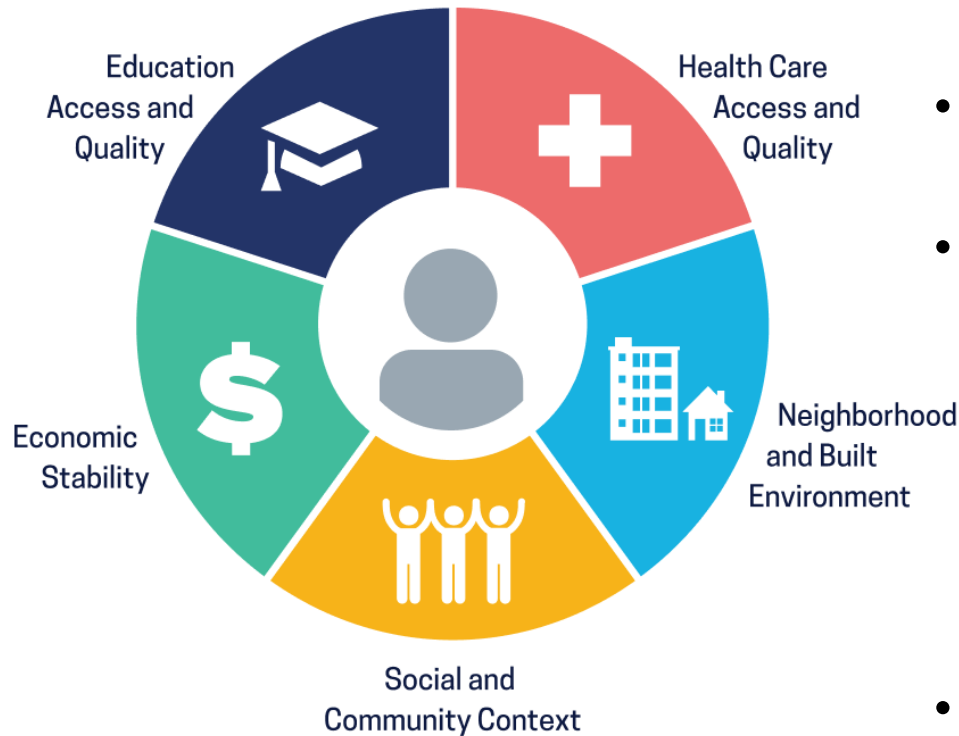 Education
Access and
Quality
Health Care
Access and
Quality
Economic
Stability
Neighborhood
and Built
Environment
Social and
Community Context